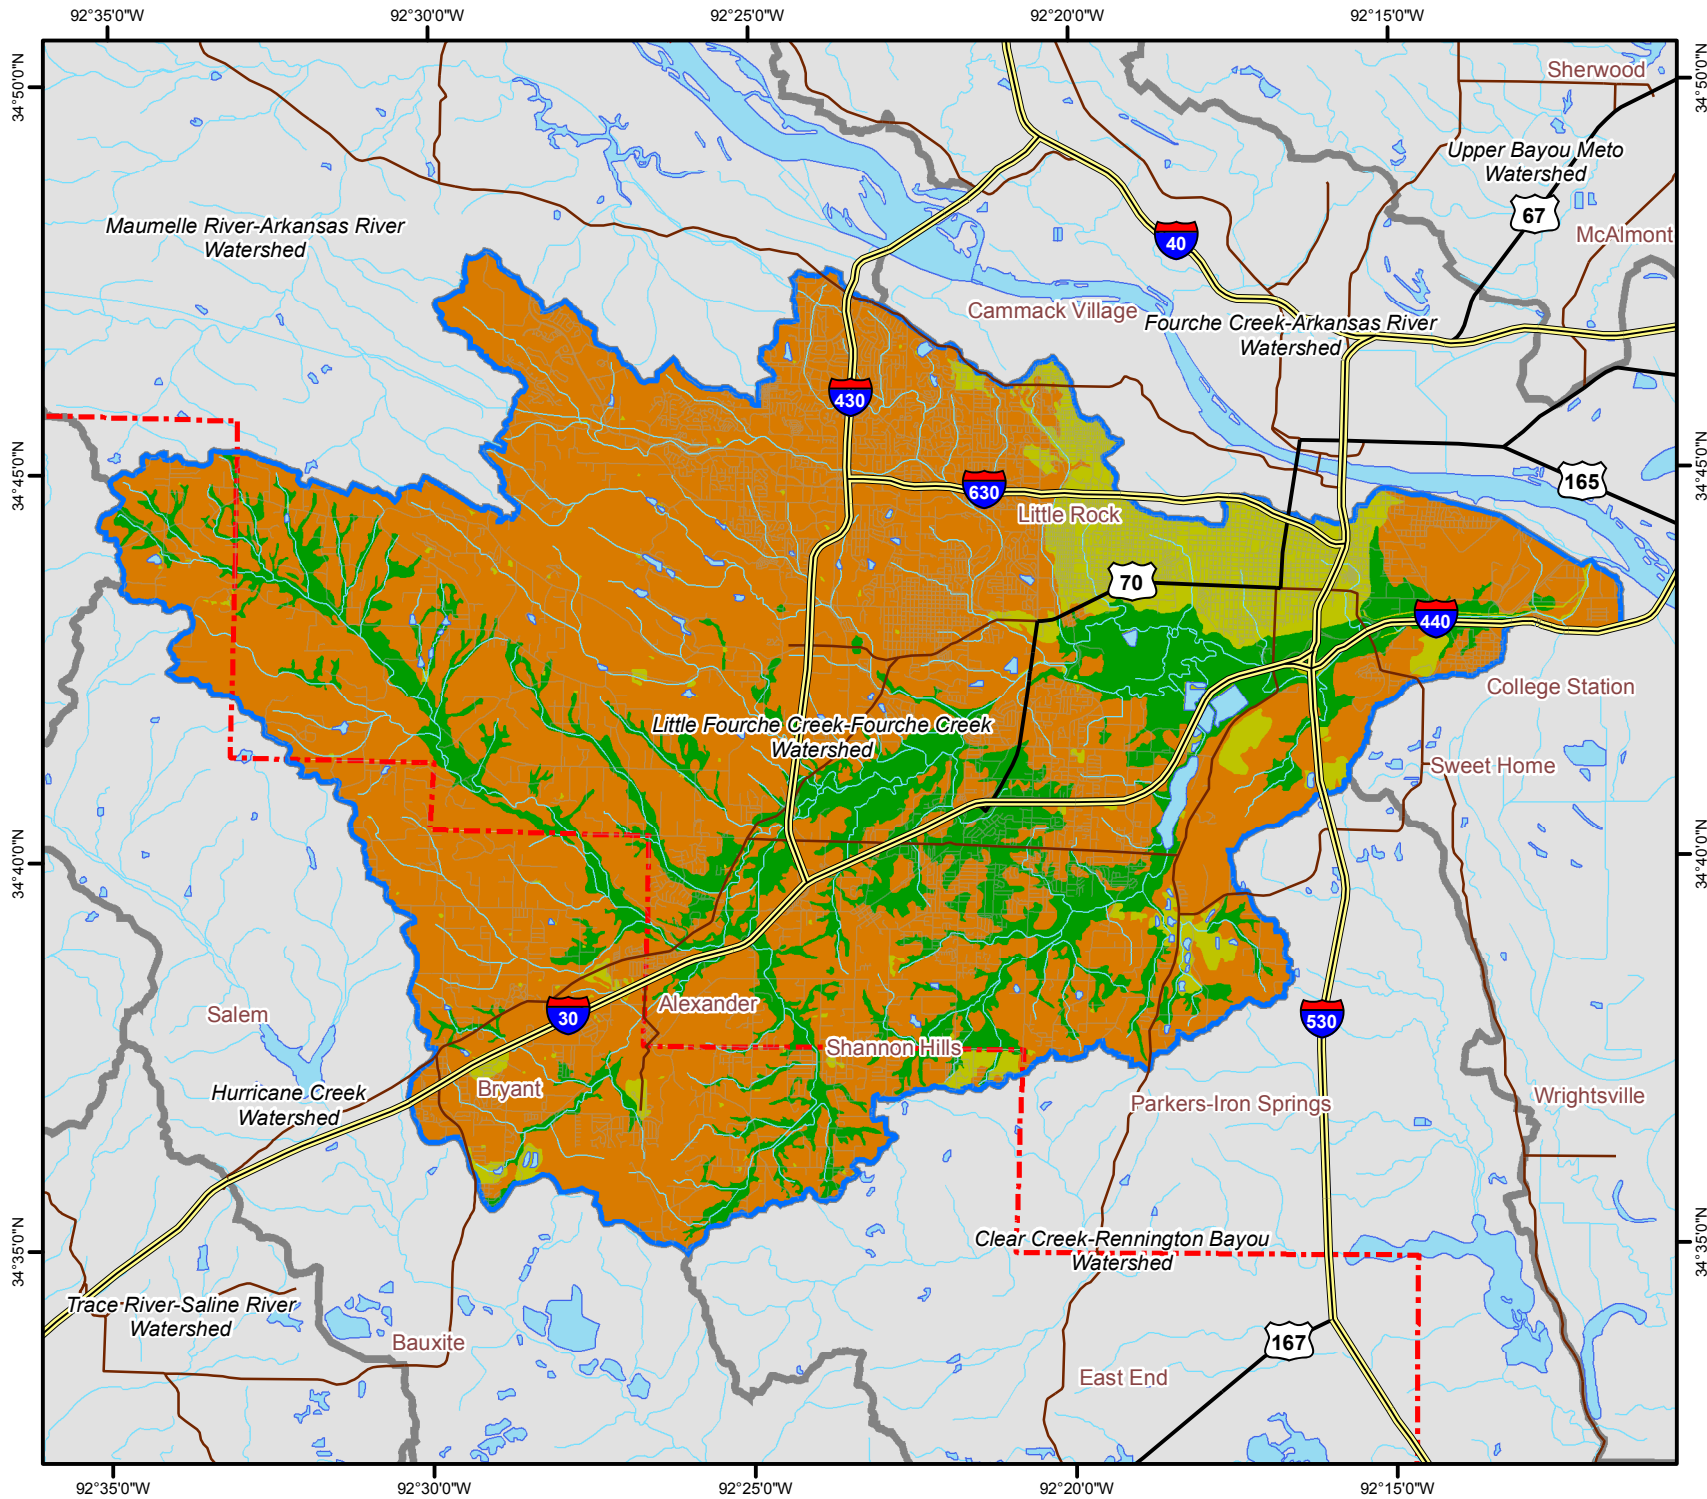 92°35'0"W
92°30'0"W
92°25'0"W
92°20'0"W
92°15'0"W
34°50'0"N
34°50'0"N
Sherwood
Upper Bayou Meto
Watershed
67
McAlmont
Maumelle River-Arkansas River
Watershed
40
Cammack Village
Fourche Creek-Arkansas River
Watershed
430
34°45'0"N
34°45'0"N
630
165
Little Rock
70
440
College Station
Little Fourche Creek-Fourche Creek
Watershed
Sweet Home
34°40'0"N
34°40'0"N
Salem
Alexander
30
530
Shannon Hills
Hurricane Creek
Watershed
Bryant
Parkers-Iron Springs
Wrightsville
34°35'0"N
34°35'0"N
Clear Creek-Rennington Bayou
Watershed
Trace River-Saline River
Watershed
Bauxite
167
East End
92°35'0"W
92°30'0"W
92°25'0"W
92°20'0"W
92°15'0"W